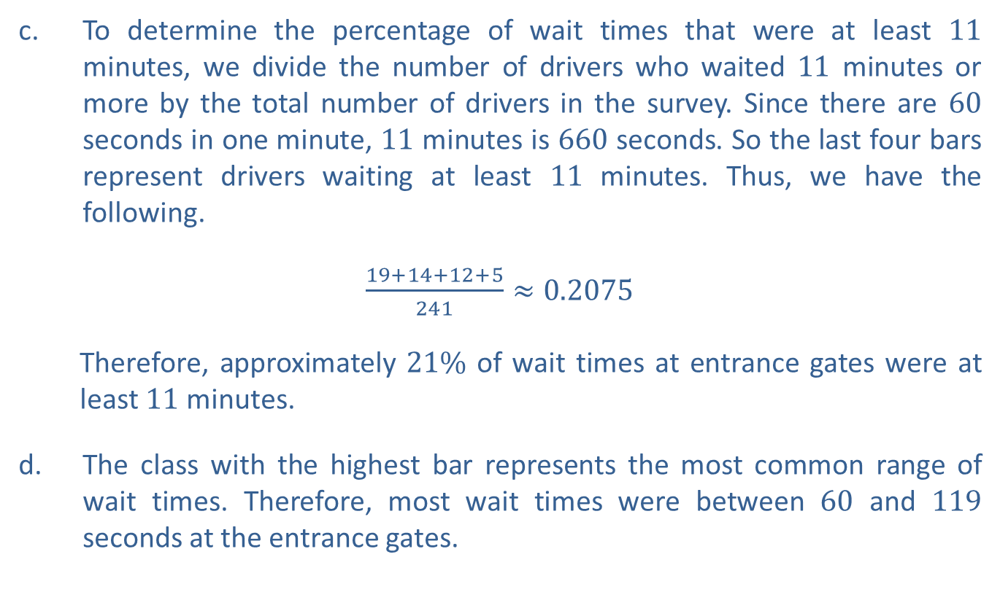 c. To determine the percentage of wait times that were at least 11
minutes, we divide the number of drivers who waited 11 minutes or
more by the total number of drivers in the survey. Since there are 60
seconds in one minute, 11 minutes is 660 seconds. So the last four bars
represent drivers waiting at least 11 minutes. Thus, we have the
following.
19+14+12+5
241
≈ 0.2075
Therefore, approximately 21% of wait times at entrance gates were at
least 11 minutes.
d. The class with the highest bar represents the most common range of
wait times. Therefore, most wait times were between 60 and 119
seconds at the entrance gates.